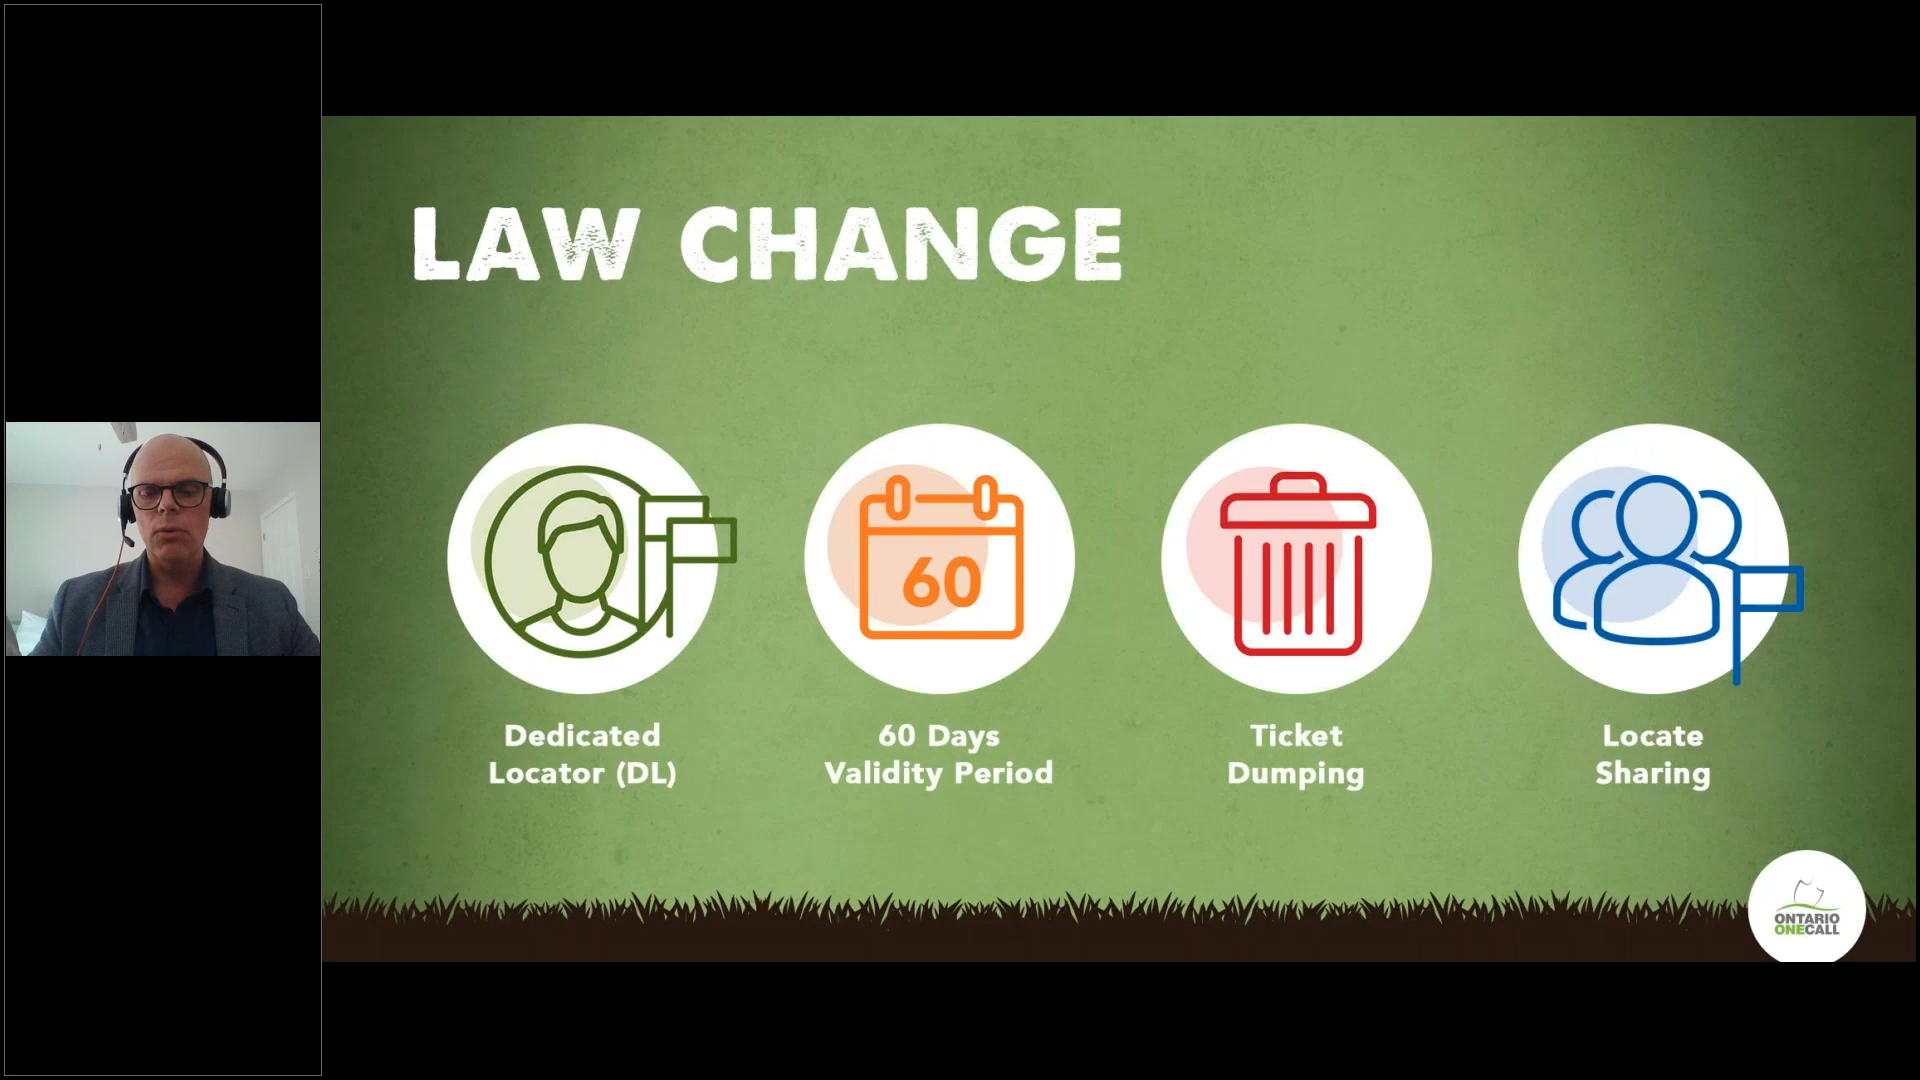 LAW CHANGE
60
Dedicated
Locator (DL)
60 Days
Validity Period
Ticket
Dumping
Locate
Sharing
ONTARIO
ONECALL